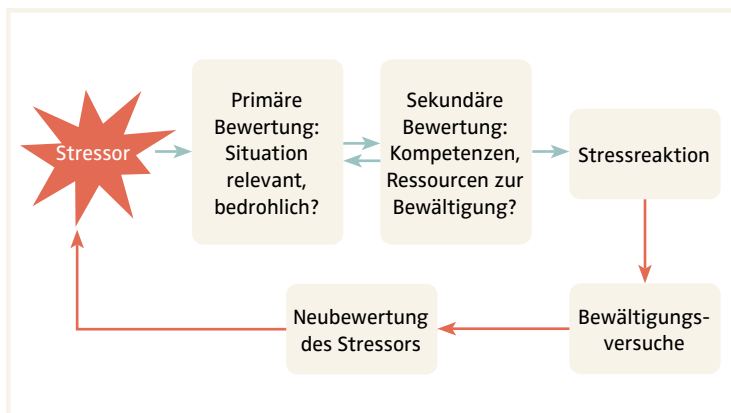 Stressor
Primäre
Bewertung:
Situation
relevant,
bedrohlich?
Sekundäre
Bewertung:
Kompetenzen,
Ressourcen zur
Bewältigung?
Stressreaktion
Bewältigungs-
versuche
Neubewertung
des Stressors